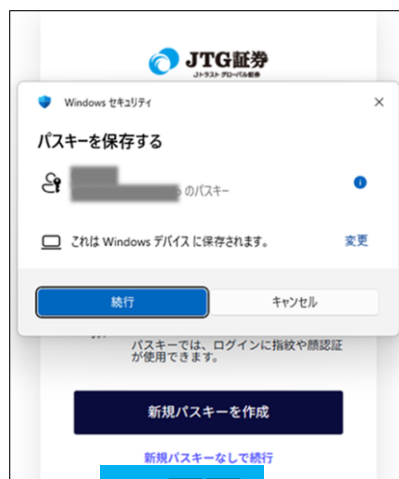 JTG証券
Jトラスト グローバル証券
Windows セキュリティ
パスキーを保存する
のパスキー
これは Windows デバイス に保存されます。
変更
続行
キャンセル
パスキーでは、ログインに指紋や顔認証
が使用できます。
新規パスキーを作成
新規パスキーなしで続行